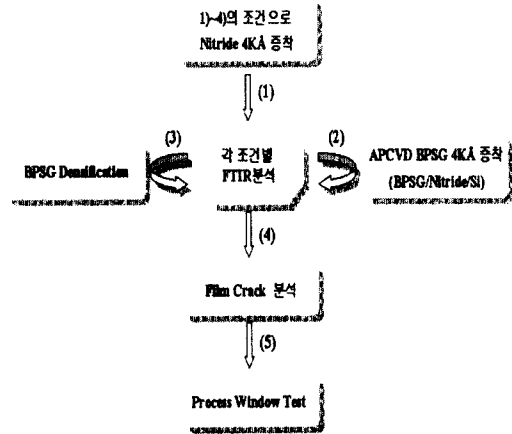 1)~4)의 조건으로
Nitride 4KÅ 증착
(1)
(3)
(2)
BPSG Densification
각 조건별
FTIR분석
APCVD BPSG 4KÅ 증착
(BPSG/Nitride/Si)
(4)
Film Crack 분석
(5)
Process Window Test